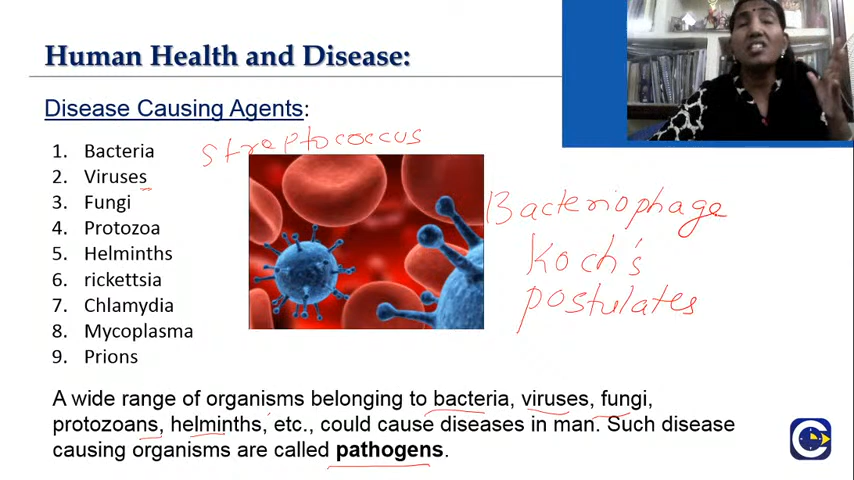 Human Health and Disease:
Disease Causing Agents:
1. Bacteria
2. Viruses
3. Fungi
4. Protozoa
5. Helminths
6. rickettsia
7. Chlamydia
8. Mycoplasma
9. Prions
Streptococcus
Bacteriophage
Koch's
postulates
A wide range of organisms belonging to bacteria, viruses, fungi,
protozoans, helminths, etc., could cause diseases in man. Such disease
causing organisms are called pathogens.